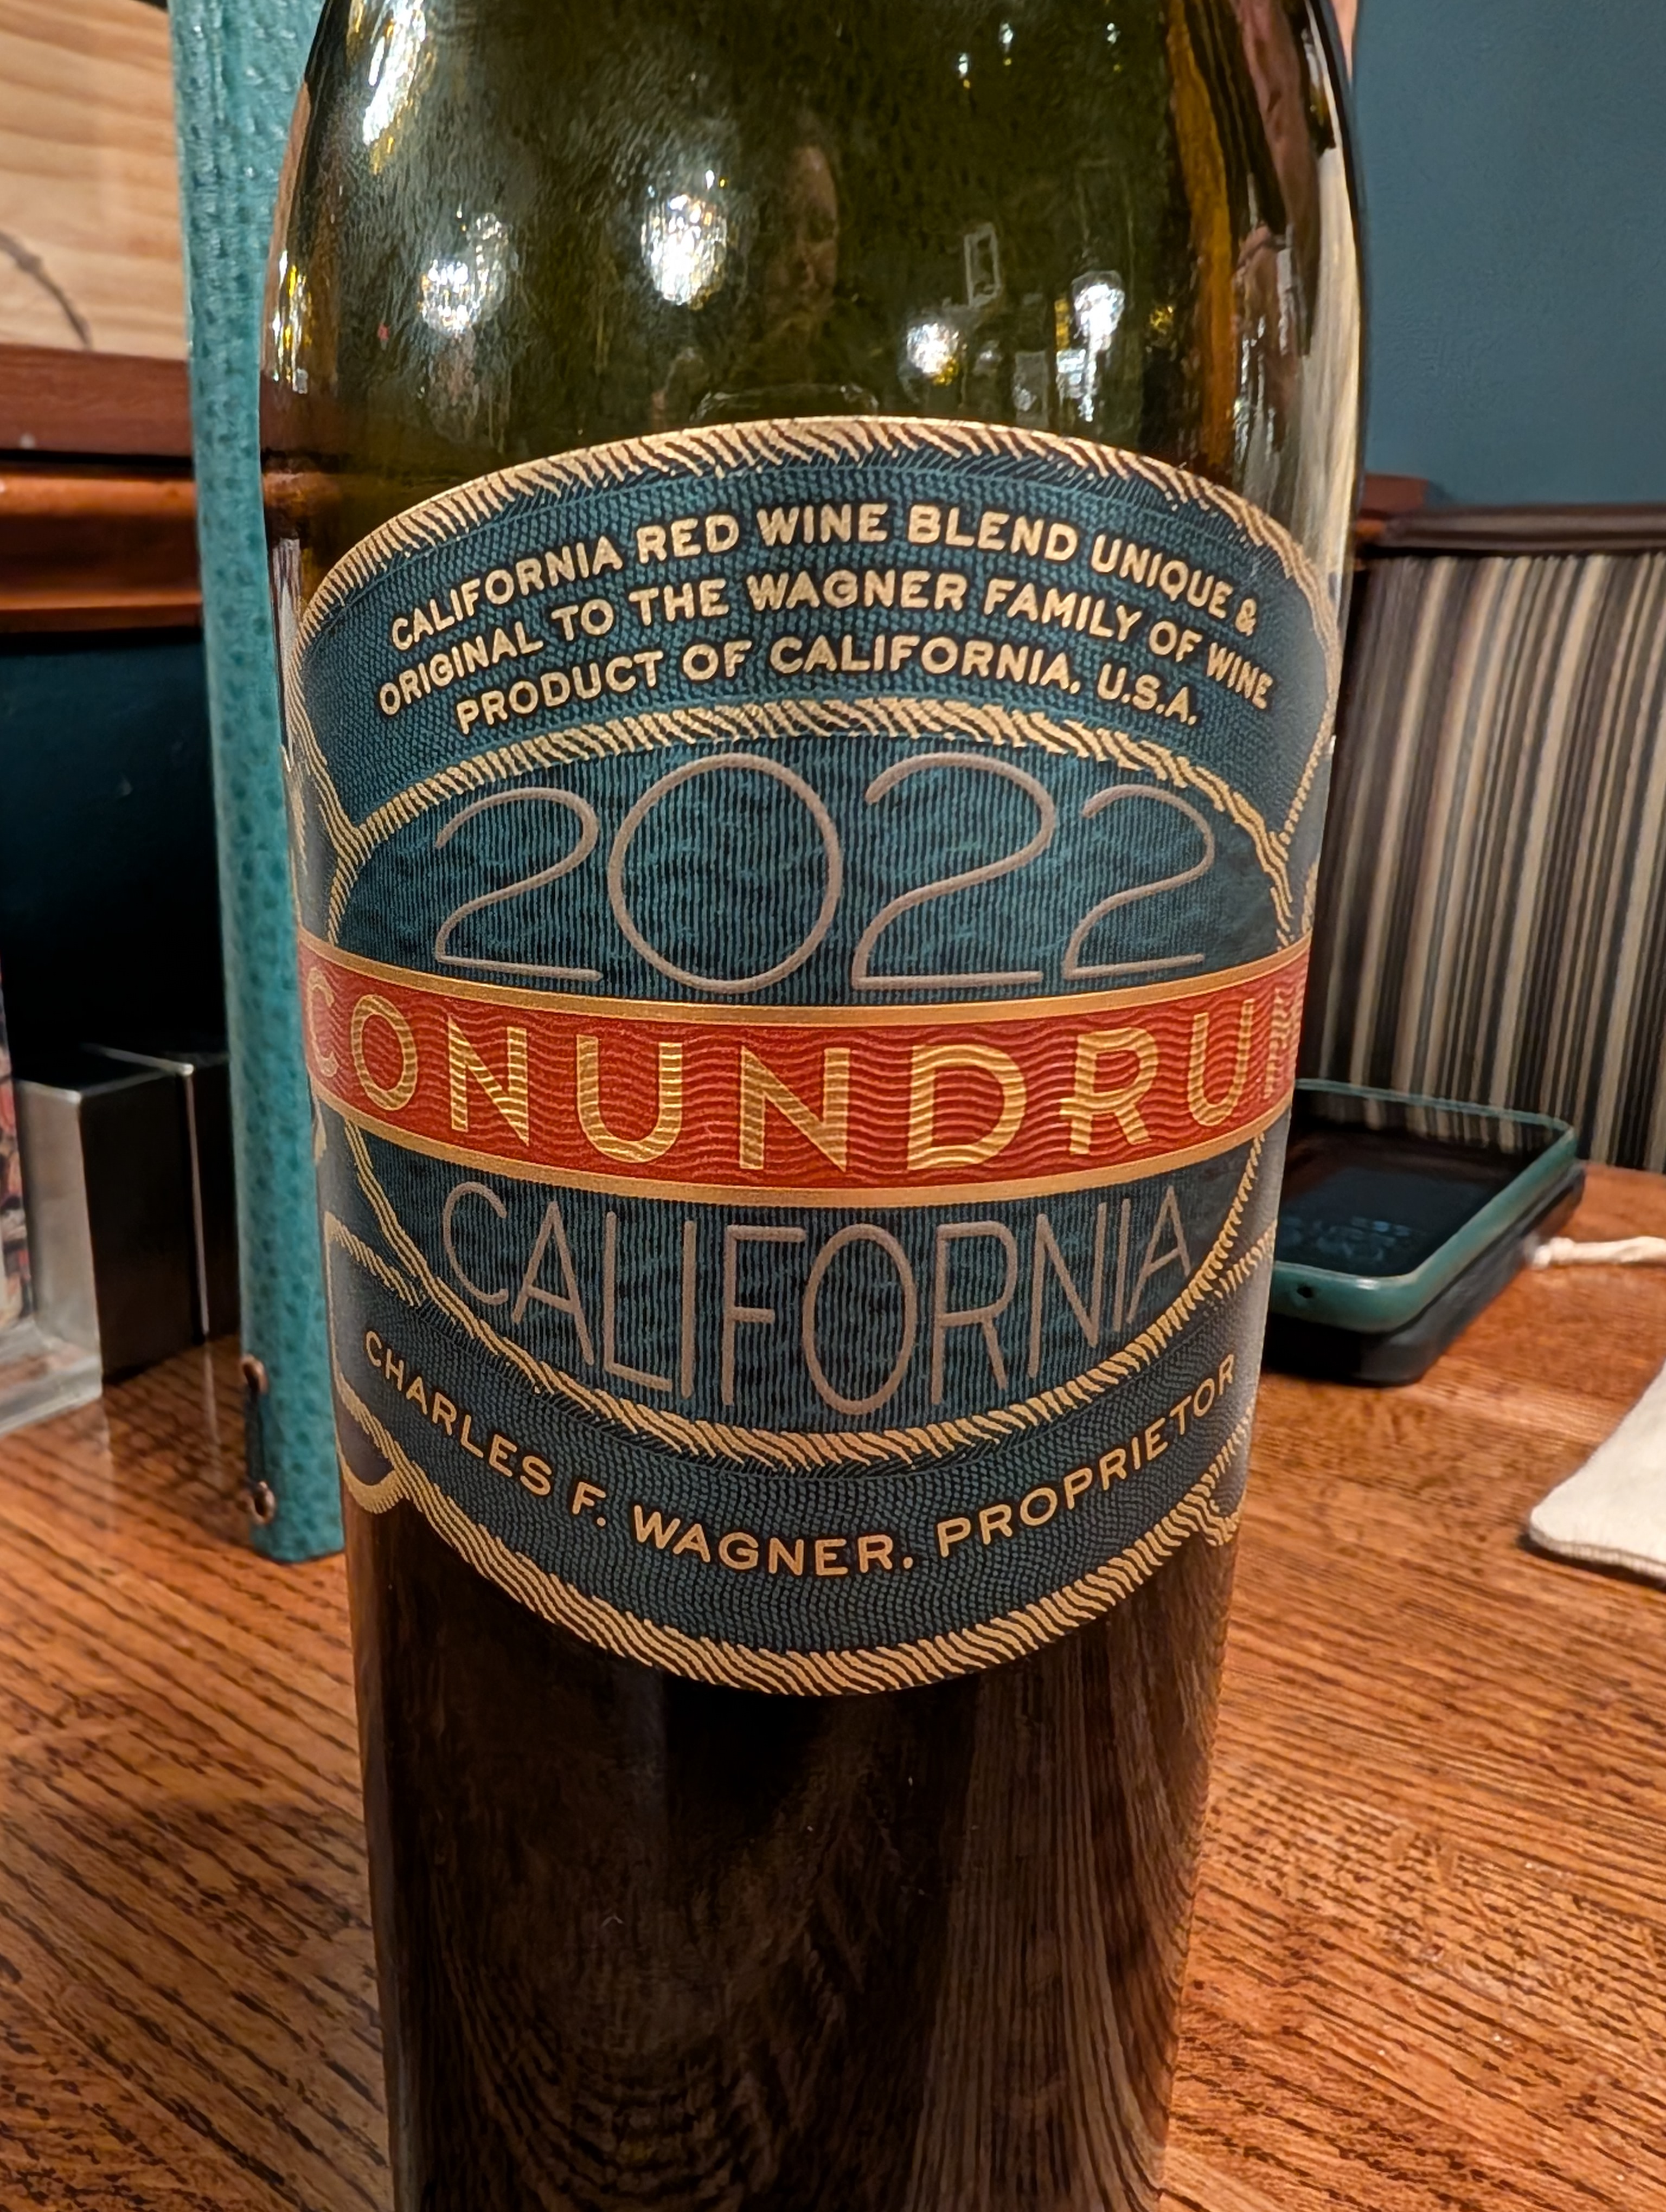 CALIFORNIA RED WINE BLEND UNIQUE &
ORIGINAL TO THE WAGNER FAMILY OF WINE
PRODUCT OF CALIFORNIA, U.S.A.
2022
CONUNDRUM
CALIFORNIA
CHARLES F. WAGNER, PROPRIETOR